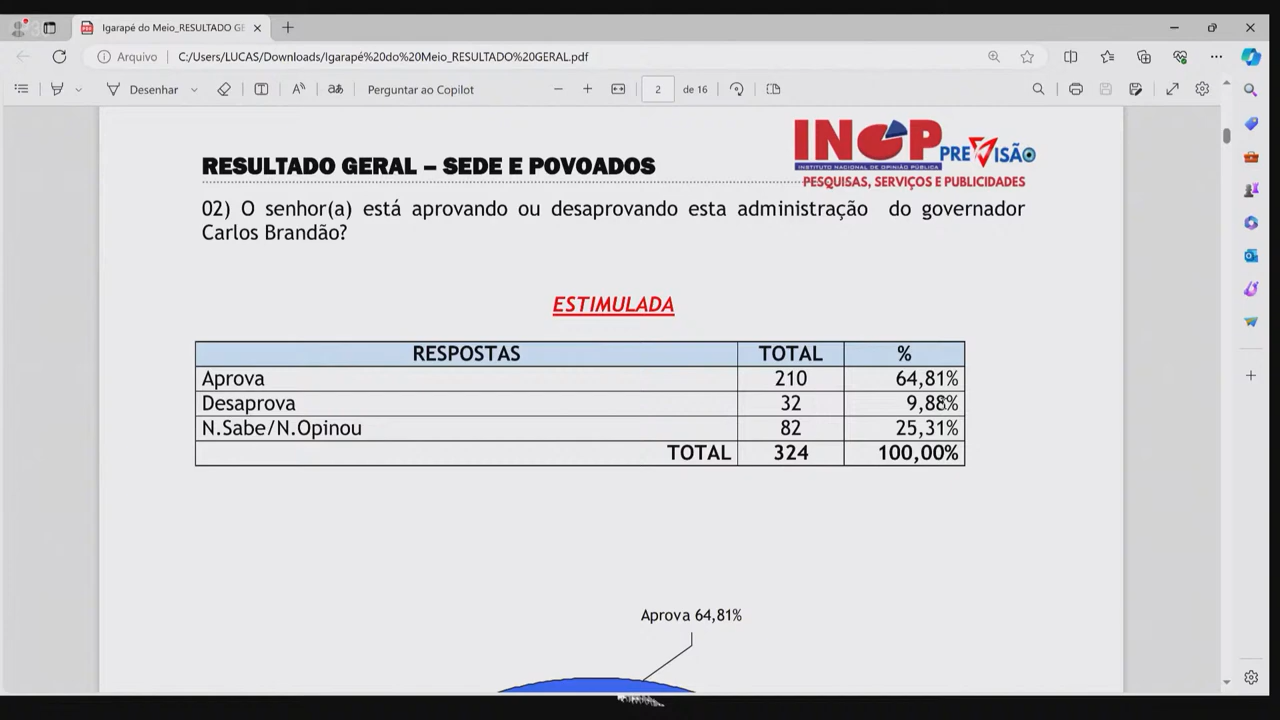 Igarapé do Meio_RESULTADO GE
Arquivo
C:/Users/LUCAS/Downloads/Igarapé%20do%20Meio_RESULTADO%20GERAL.pdf
Desenhar
aあ
Perguntar ao Copilot
2
de 16
INOP
INSTITUTO NACIONAL DE OPINIÃO PÚBLICA
PREVISÃO
PESQUISAS, SERVIÇOS E PUBLICIDADES
RESULTADO GERAL – SEDE E POVOADOS
02) O senhor(a) está aprovando ou desaprovando esta administração do governador
Carlos Brandão?
ESTIMULADA
RESPOSTAS TOTAL %
Aprova 210 64,81%
Desaprova 32 9,88%
N.Sabe/N.Opinou 82 25,31%
TOTAL 324 100,00%
Aprova 64,81%